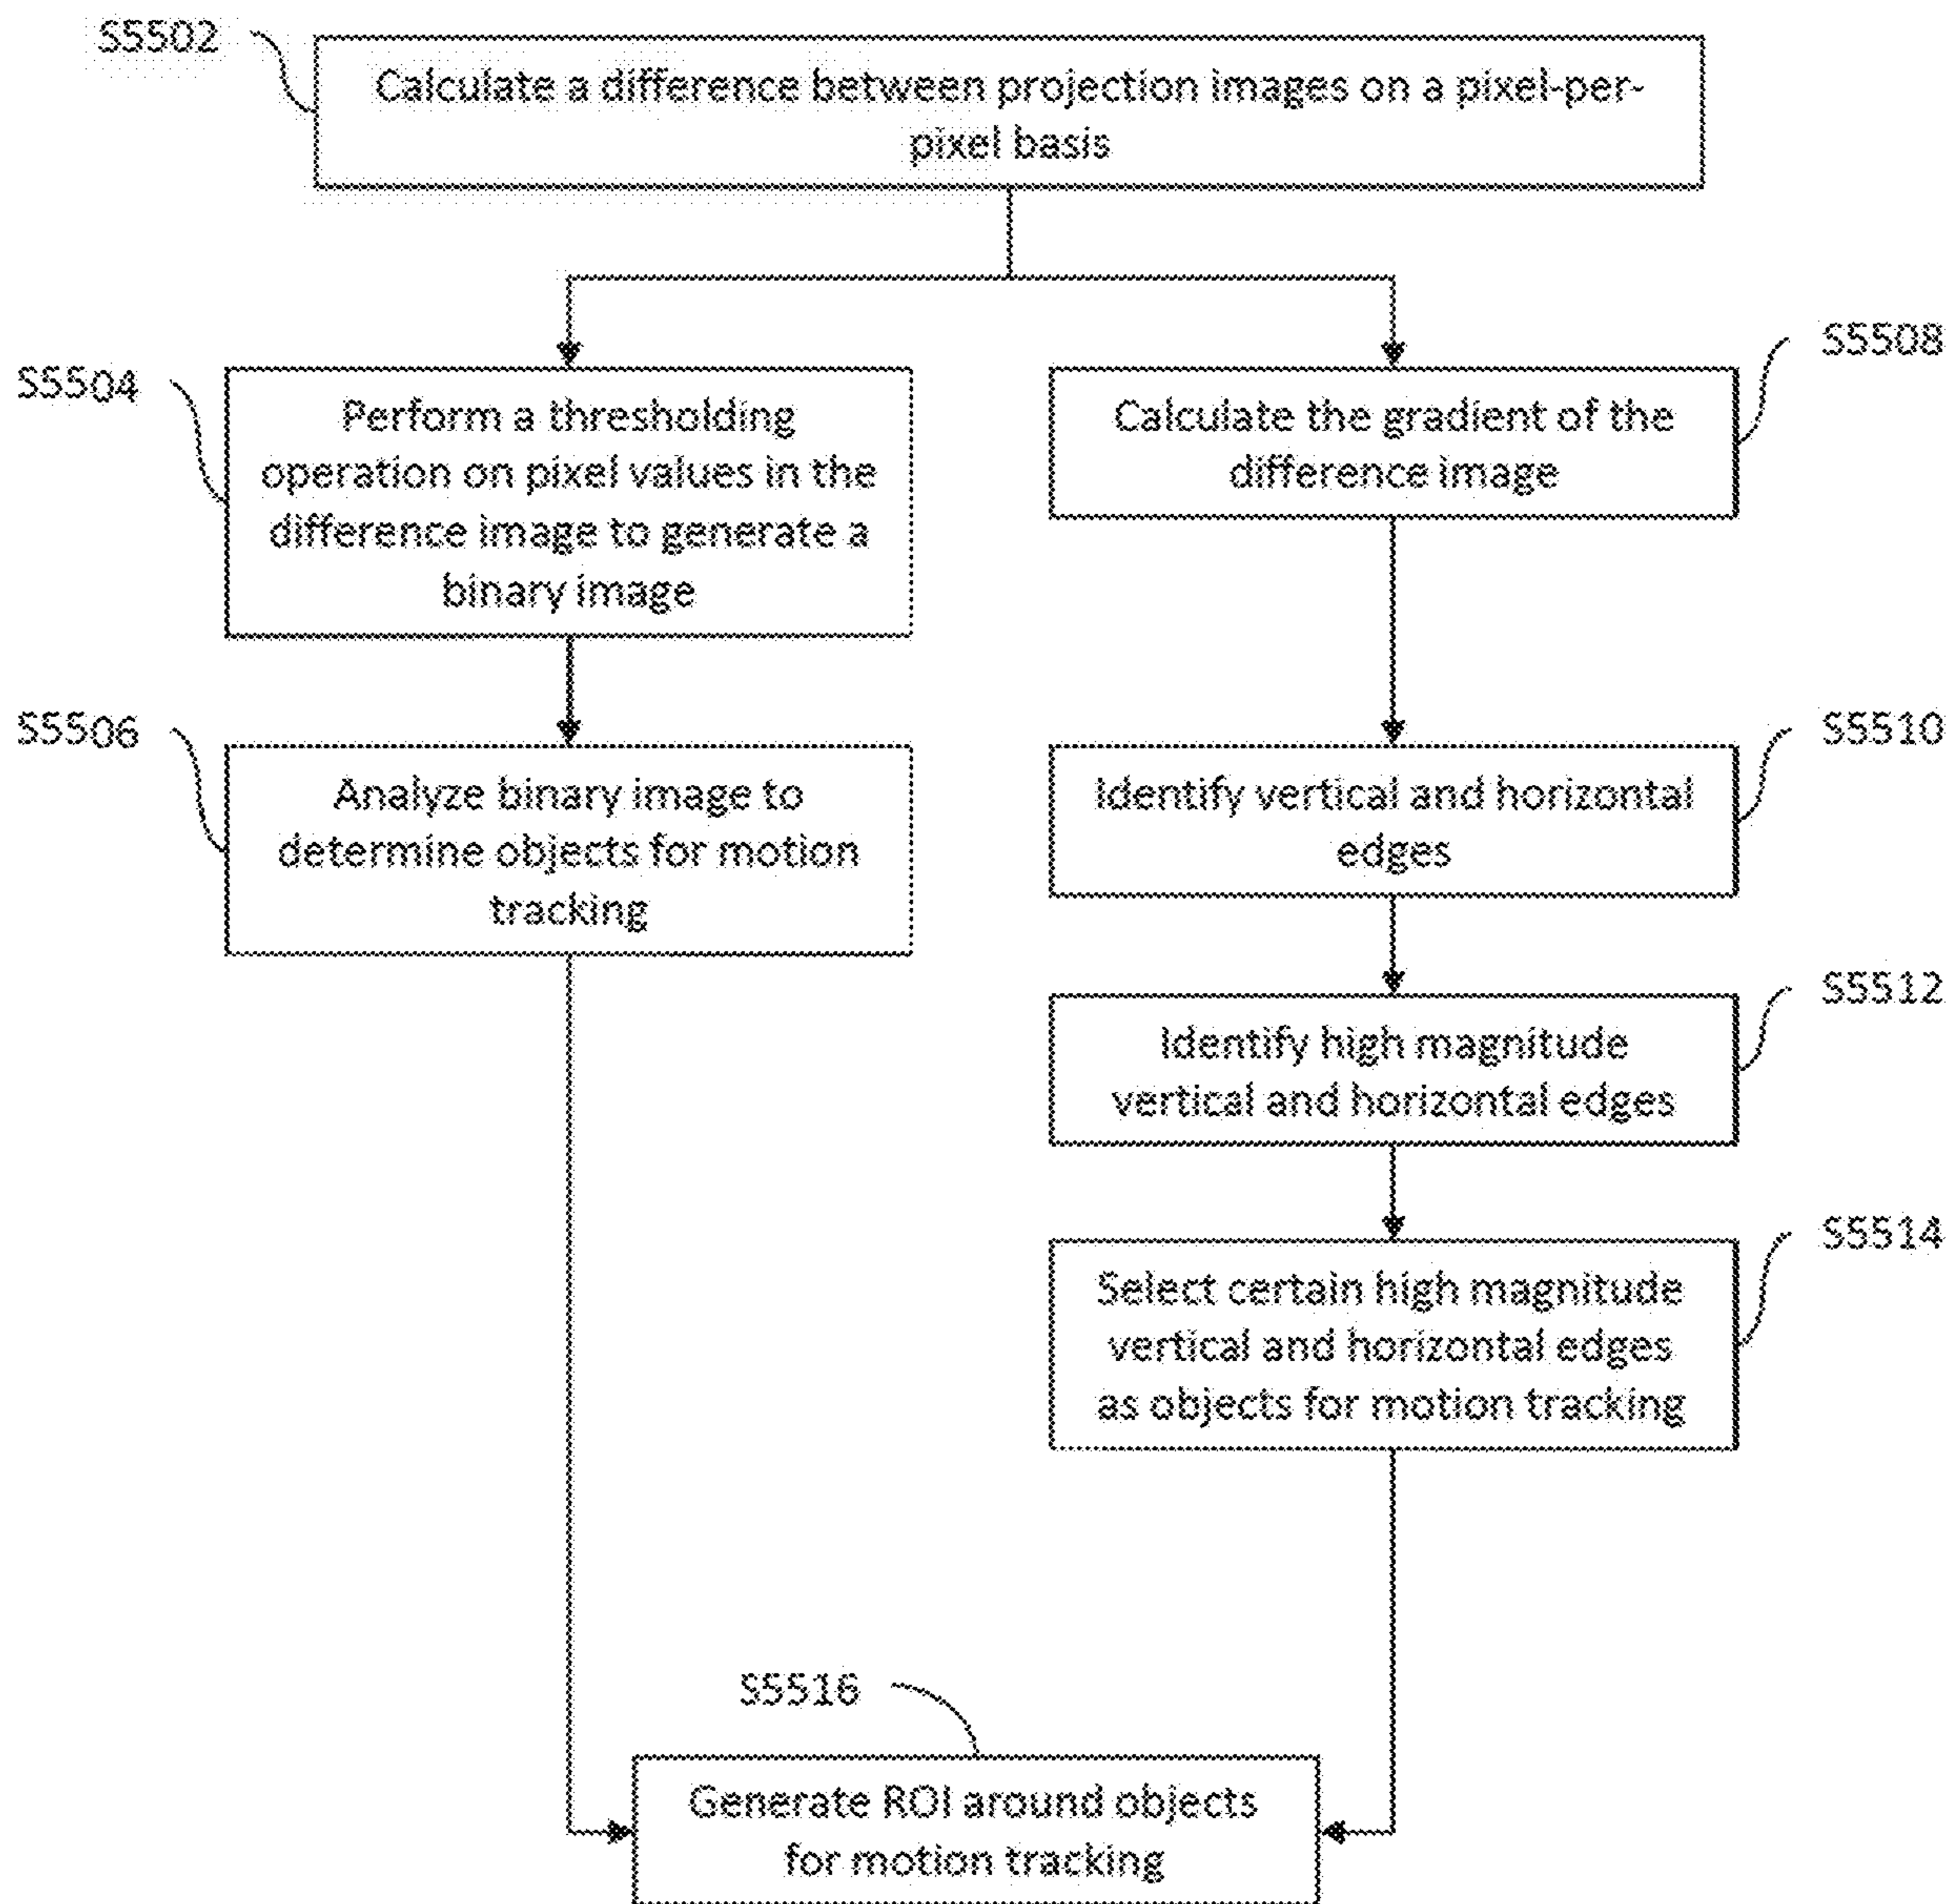 S5502
Calculate a difference between projection images on a pixel-per-
pixel basis
S5504
Perform a thresholding
operation on pixel values in the
difference image to generate a
binary image
S5508
Calculate the gradient of the
difference image
S5506
Analyze binary image to
determine objects for motion
tracking
S5510
Identify vertical and horizontal
edges
S5512
Identify high magnitude
vertical and horizontal edges
S5514
Select certain high magnitude
vertical and horizontal edges
as objects for motion tracking
S5516
Generate ROI around objects
for motion tracking